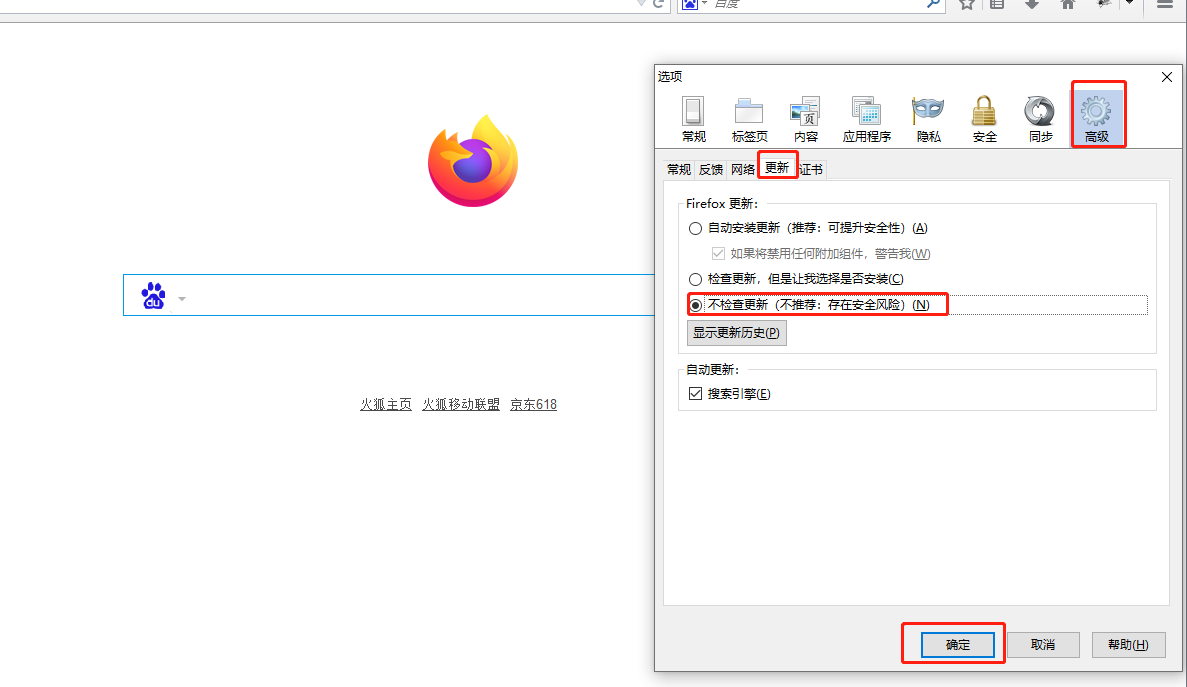 百度
选项
常规 标签页 内容 应用程序 隐私 安全 同步 高级
常规 反馈 网络 更新 证书
Firefox 更新：
自动安装更新（推荐：可提升安全性）(A)
如果将禁用任何附加组件，警告我(W)
检查更新，但是让我选择是否安装(C)
不检查更新（不推荐：存在安全风险）(N)
显示更新历史(P)
自动更新：
搜索引擎(E)
du
火狐主页 火狐移动联盟 京东618
确定 取消 帮助(H)